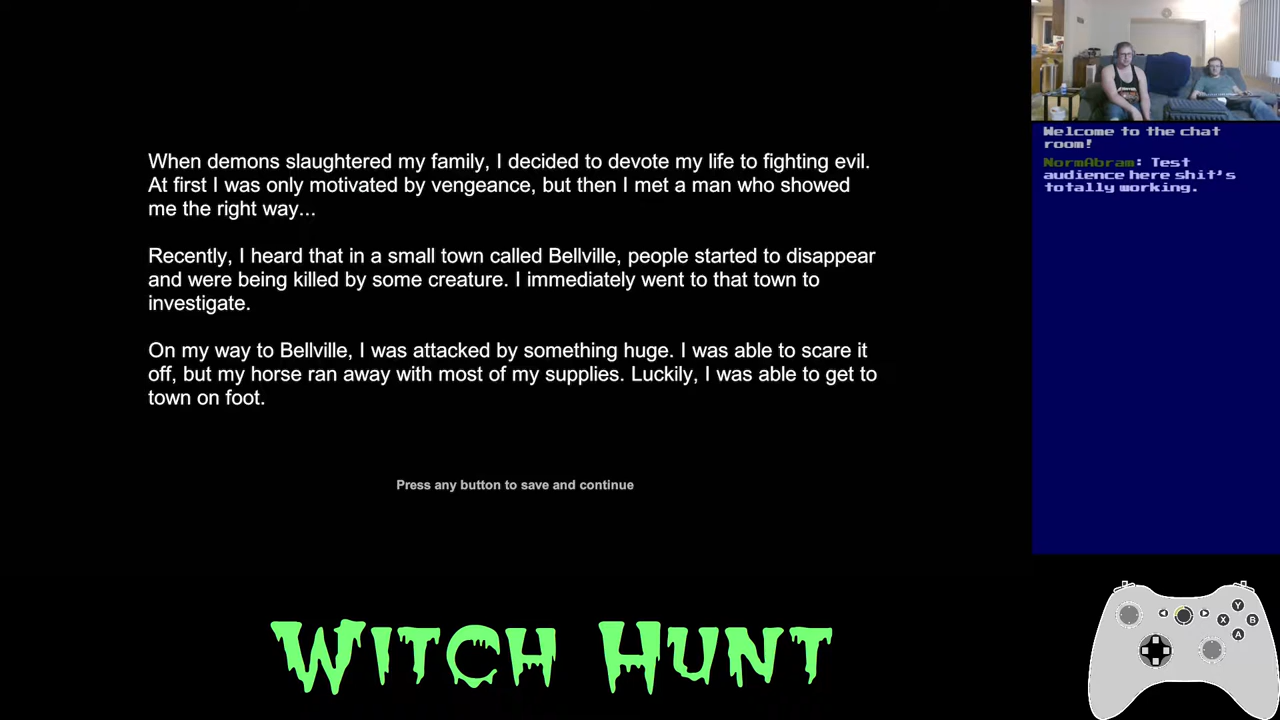 When demons slaughtered my family, I decided to devote my life to fighting evil.
At first I was only motivated by vengeance, but then I met a man who showed
me the right way...
Recently, I heard that in a small town called Bellville, people started to disappear
and were being killed by some creature. I immediately went to that town to
investigate.
On my way to Bellville, I was attacked by something huge. I was able to scare it
off, but my horse ran away with most of my supplies. Luckily, I was able to get to
town on foot.
Press any button to save and continue
Welcome to the chat
room!
NormAbram: Test
audience here shit's
totally working.
WITCH HUNT
Y
X
B
A